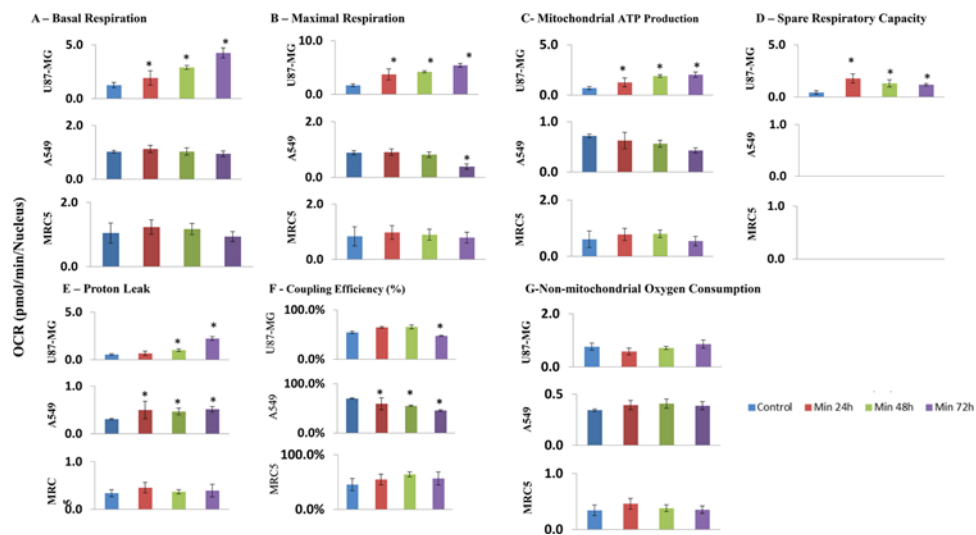 A – Basal Respiration
B – Maximal Respiration
C- Mitochondrial ATP Production
D – Spare Respiratory Capacity
OCR (pmol/min/Nucleus)
U87-MG
5.0
0.0
* * *
U87-MG
10.0
0.0
* * *
U87-MG
5.0
0.0
* * *
U87-MG
5.0
0.0
* * *
A549
2.0
0.0
A549
2.0
0.0
*
A549
1.0
0.0
A549
1.0
0.0
MRC5
2.0
0.0
MRC5
2.0
0.0
MRC5
2.0
0.0
MRC5
1.0
0.0
E – Proton Leak
F - Coupling Efficiency (%)
G-Non-mitochondrial Oxygen Consumption
U87-MG
5.0
0.0
* *
U87-MG
100.0%
0.0%
*
U87-MG
2.0
0.0
A549
1.0
0.0
* * *
A549
100.0%
0.0%
* * *
A549
0.5
0.0
Control Min 24h Min 48h Min 72h
MRC
5
1.0
0.0
MRC5
100.0%
0.0%
MRC5
0.5
0.0